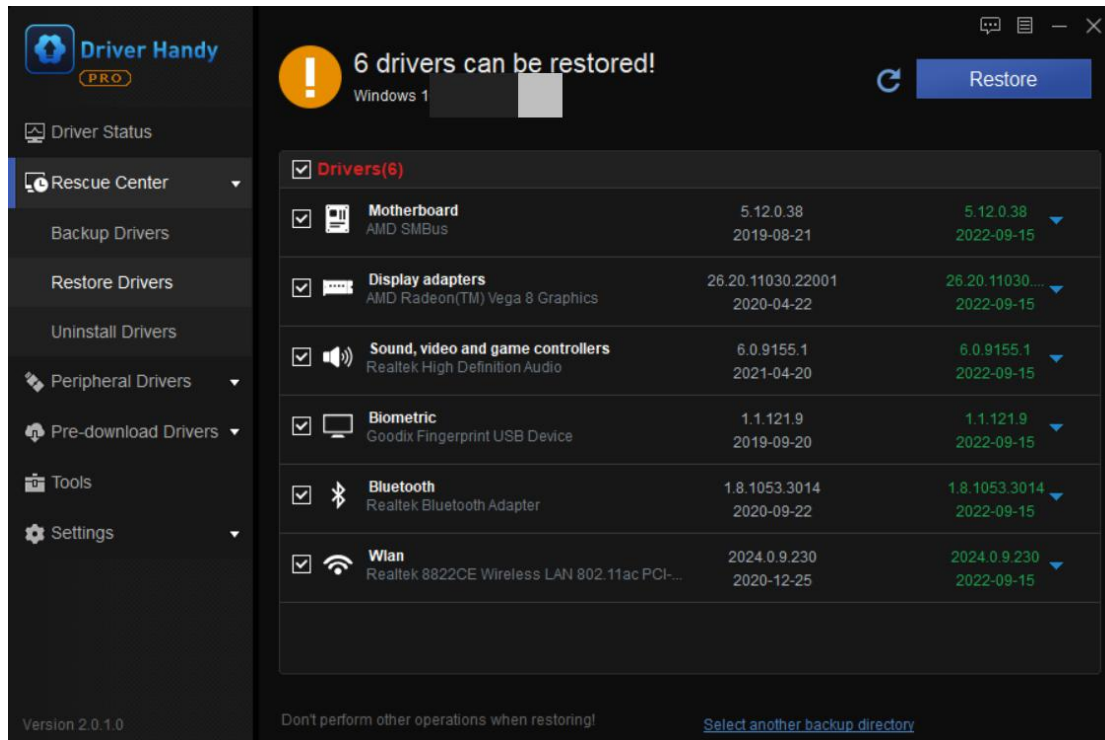 Driver Handy
PRO
Driver Status
Rescue Center
Backup Drivers
Restore Drivers
Uninstall Drivers
Peripheral Drivers
Pre-download Drivers
Tools
Settings
Version 2.0.1.0
6 drivers can be restored!
Windows 1
Restore
Drivers(6)
Motherboard
AMD SMBus
5.12.0.38
2019-08-21
5.12.0.38
2022-09-15
Display adapters
AMD Radeon(TM) Vega 8 Graphics
26.20.11030.22001
2020-04-22
26.20.11030....
2022-09-15
Sound, video and game controllers
Realtek High Definition Audio
6.0.9155.1
2021-04-20
6.0.9155.1
2022-09-15
Biometric
Goodix Fingerprint USB Device
1.1.121.9
2019-09-20
1.1.121.9
2022-09-15
Bluetooth
Realtek Bluetooth Adapter
1.8.1053.3014
2020-09-22
1.8.1053.3014
2022-09-15
Wlan
Realtek 8822CE Wireless LAN 802.11ac PCI-...
2024.0.9.230
2020-12-25
2024.0.9.230
2022-09-15
Don't perform other operations when restoring!
Select another backup directory